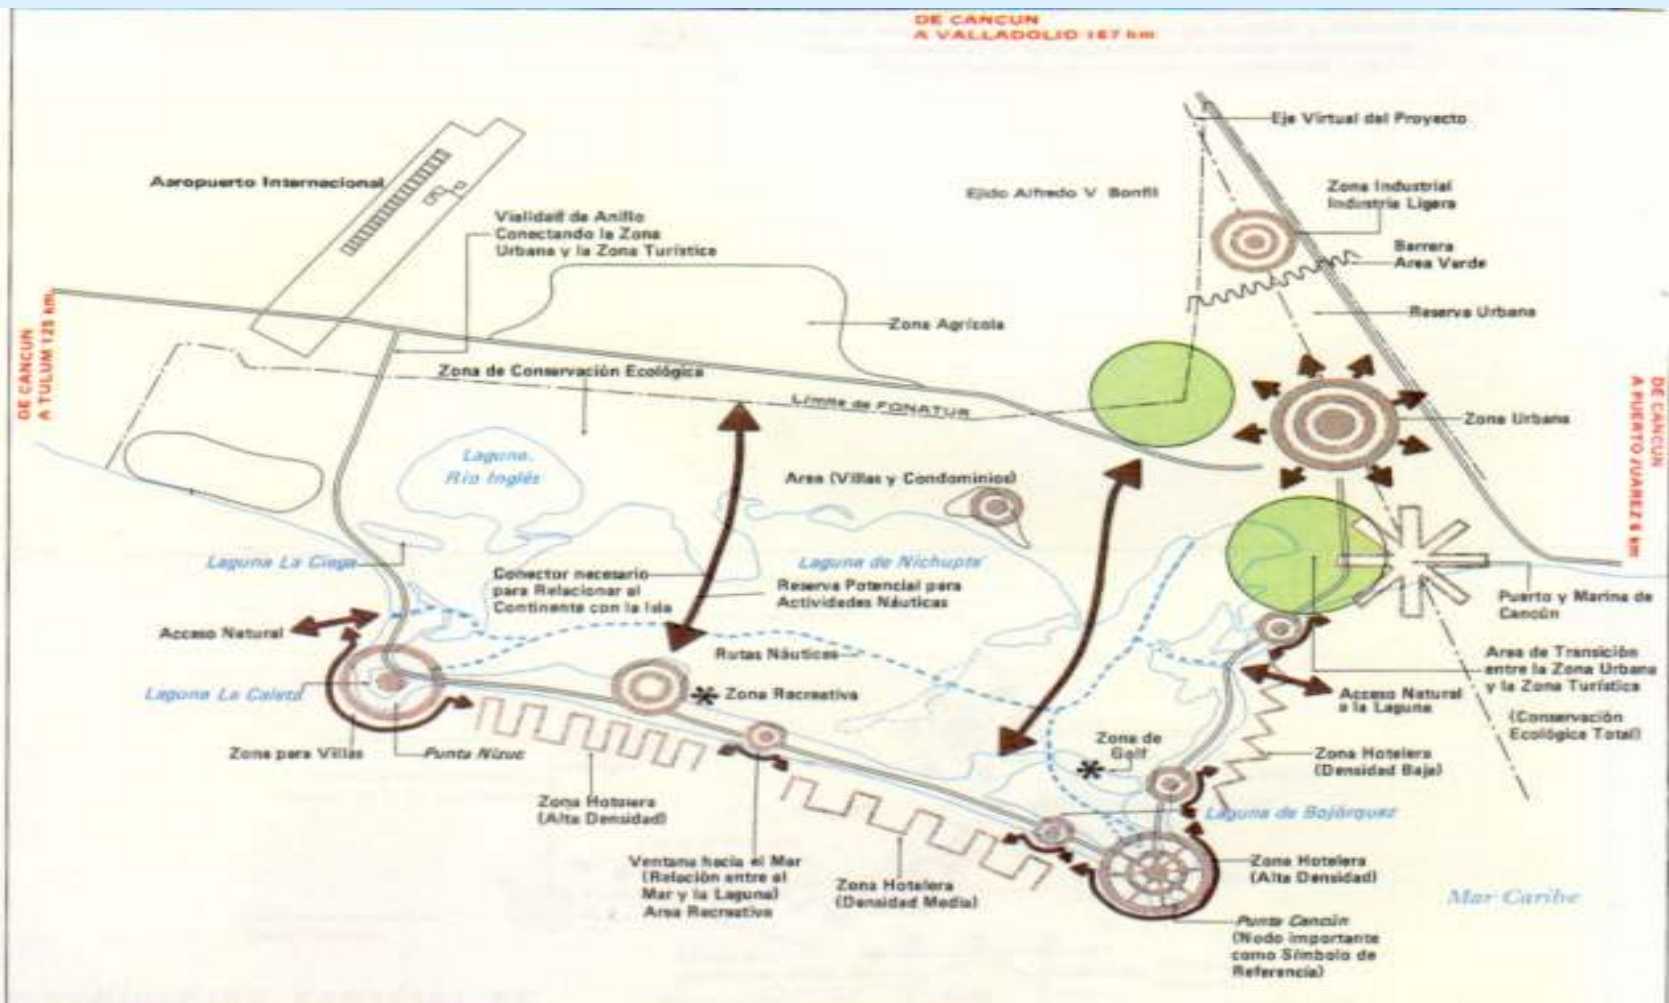 DE CANCUN
A VALLADOLID 167 km
Eje Virtual del Proyecto
Aeropuerto Internacional
Ejido Alfredo V Bonfil
Zona Industrial
Industria Ligera
Vialidad de Anillo
Conectando la Zona
Urbana y la Zona Turística
Barrera
Area Verde
Reserva Urbana
Zona Agrícola
DE CANCUN
A TULUM 125 km
Zona de Conservación Ecológica
Límite de FONATUR
DE CANCUN
A PUERTO JUAREZ 6 km
Zona Urbana
Laguna
Río Inglés
Area (Villas y Condominios)
Laguna La Ciega
Conector necesario
para Relacionar al
Continente con la Isla
Laguna de Nichupté
Reserva Potencial para
Actividades Náuticas
Puerto y Marina de
Cancún
Acceso Natural
Rutas Náuticas
Area de Transición
entre la Zona Urbana
y la Zona Turística
(Conservación
Ecológica Total)
Laguna La Caleta
Zona Recreativa
Acceso Natural
a la Laguna
Zona para Villas
Punta Nizuc
Zona de
Golf
Zona Hotelera
(Densidad Baja)
Zona Hotelera
(Alta Densidad)
Laguna de Bojórquez
Ventana hacia el Mar
(Relación entre el
Mar y la Laguna)
Area Recreativa
Zona Hotelera
(Densidad Media)
Zona Hotelera
(Alta Densidad)
Mar Caribe
Punta Cancún
(Nodo importante
como Símbolo de
Referencia)